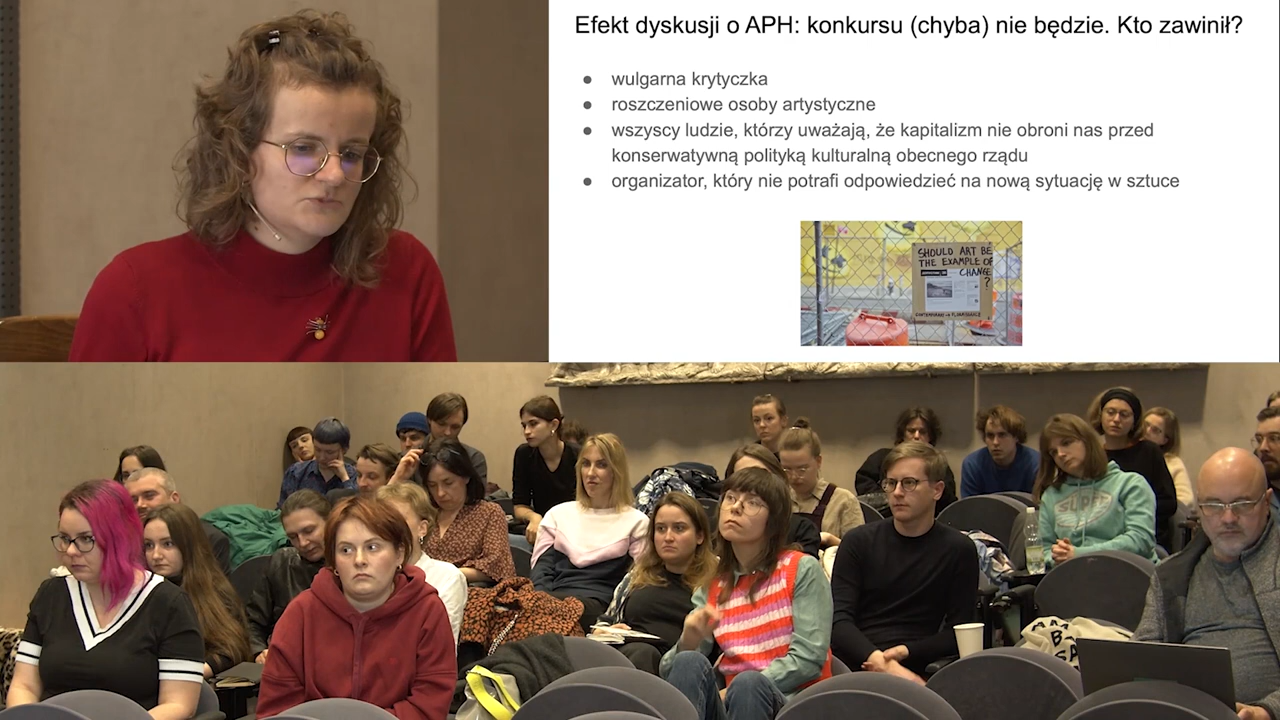 Efekt dyskusji o APH: konkursu (chyba) nie będzie. Kto zawinił?
● wulgarna krytyczka
● roszczeniowe osoby artystyczne
● wszyscy ludzie, którzy uważają, że kapitalizm nie obroni nas przed
konserwatywną polityką kulturalną obecnego rządu
● organizator, który nie potrafi odpowiedzieć na nową sytuację w sztuce
SHOULD ART BE
THE EXAMPLE OF
CHANGE
?